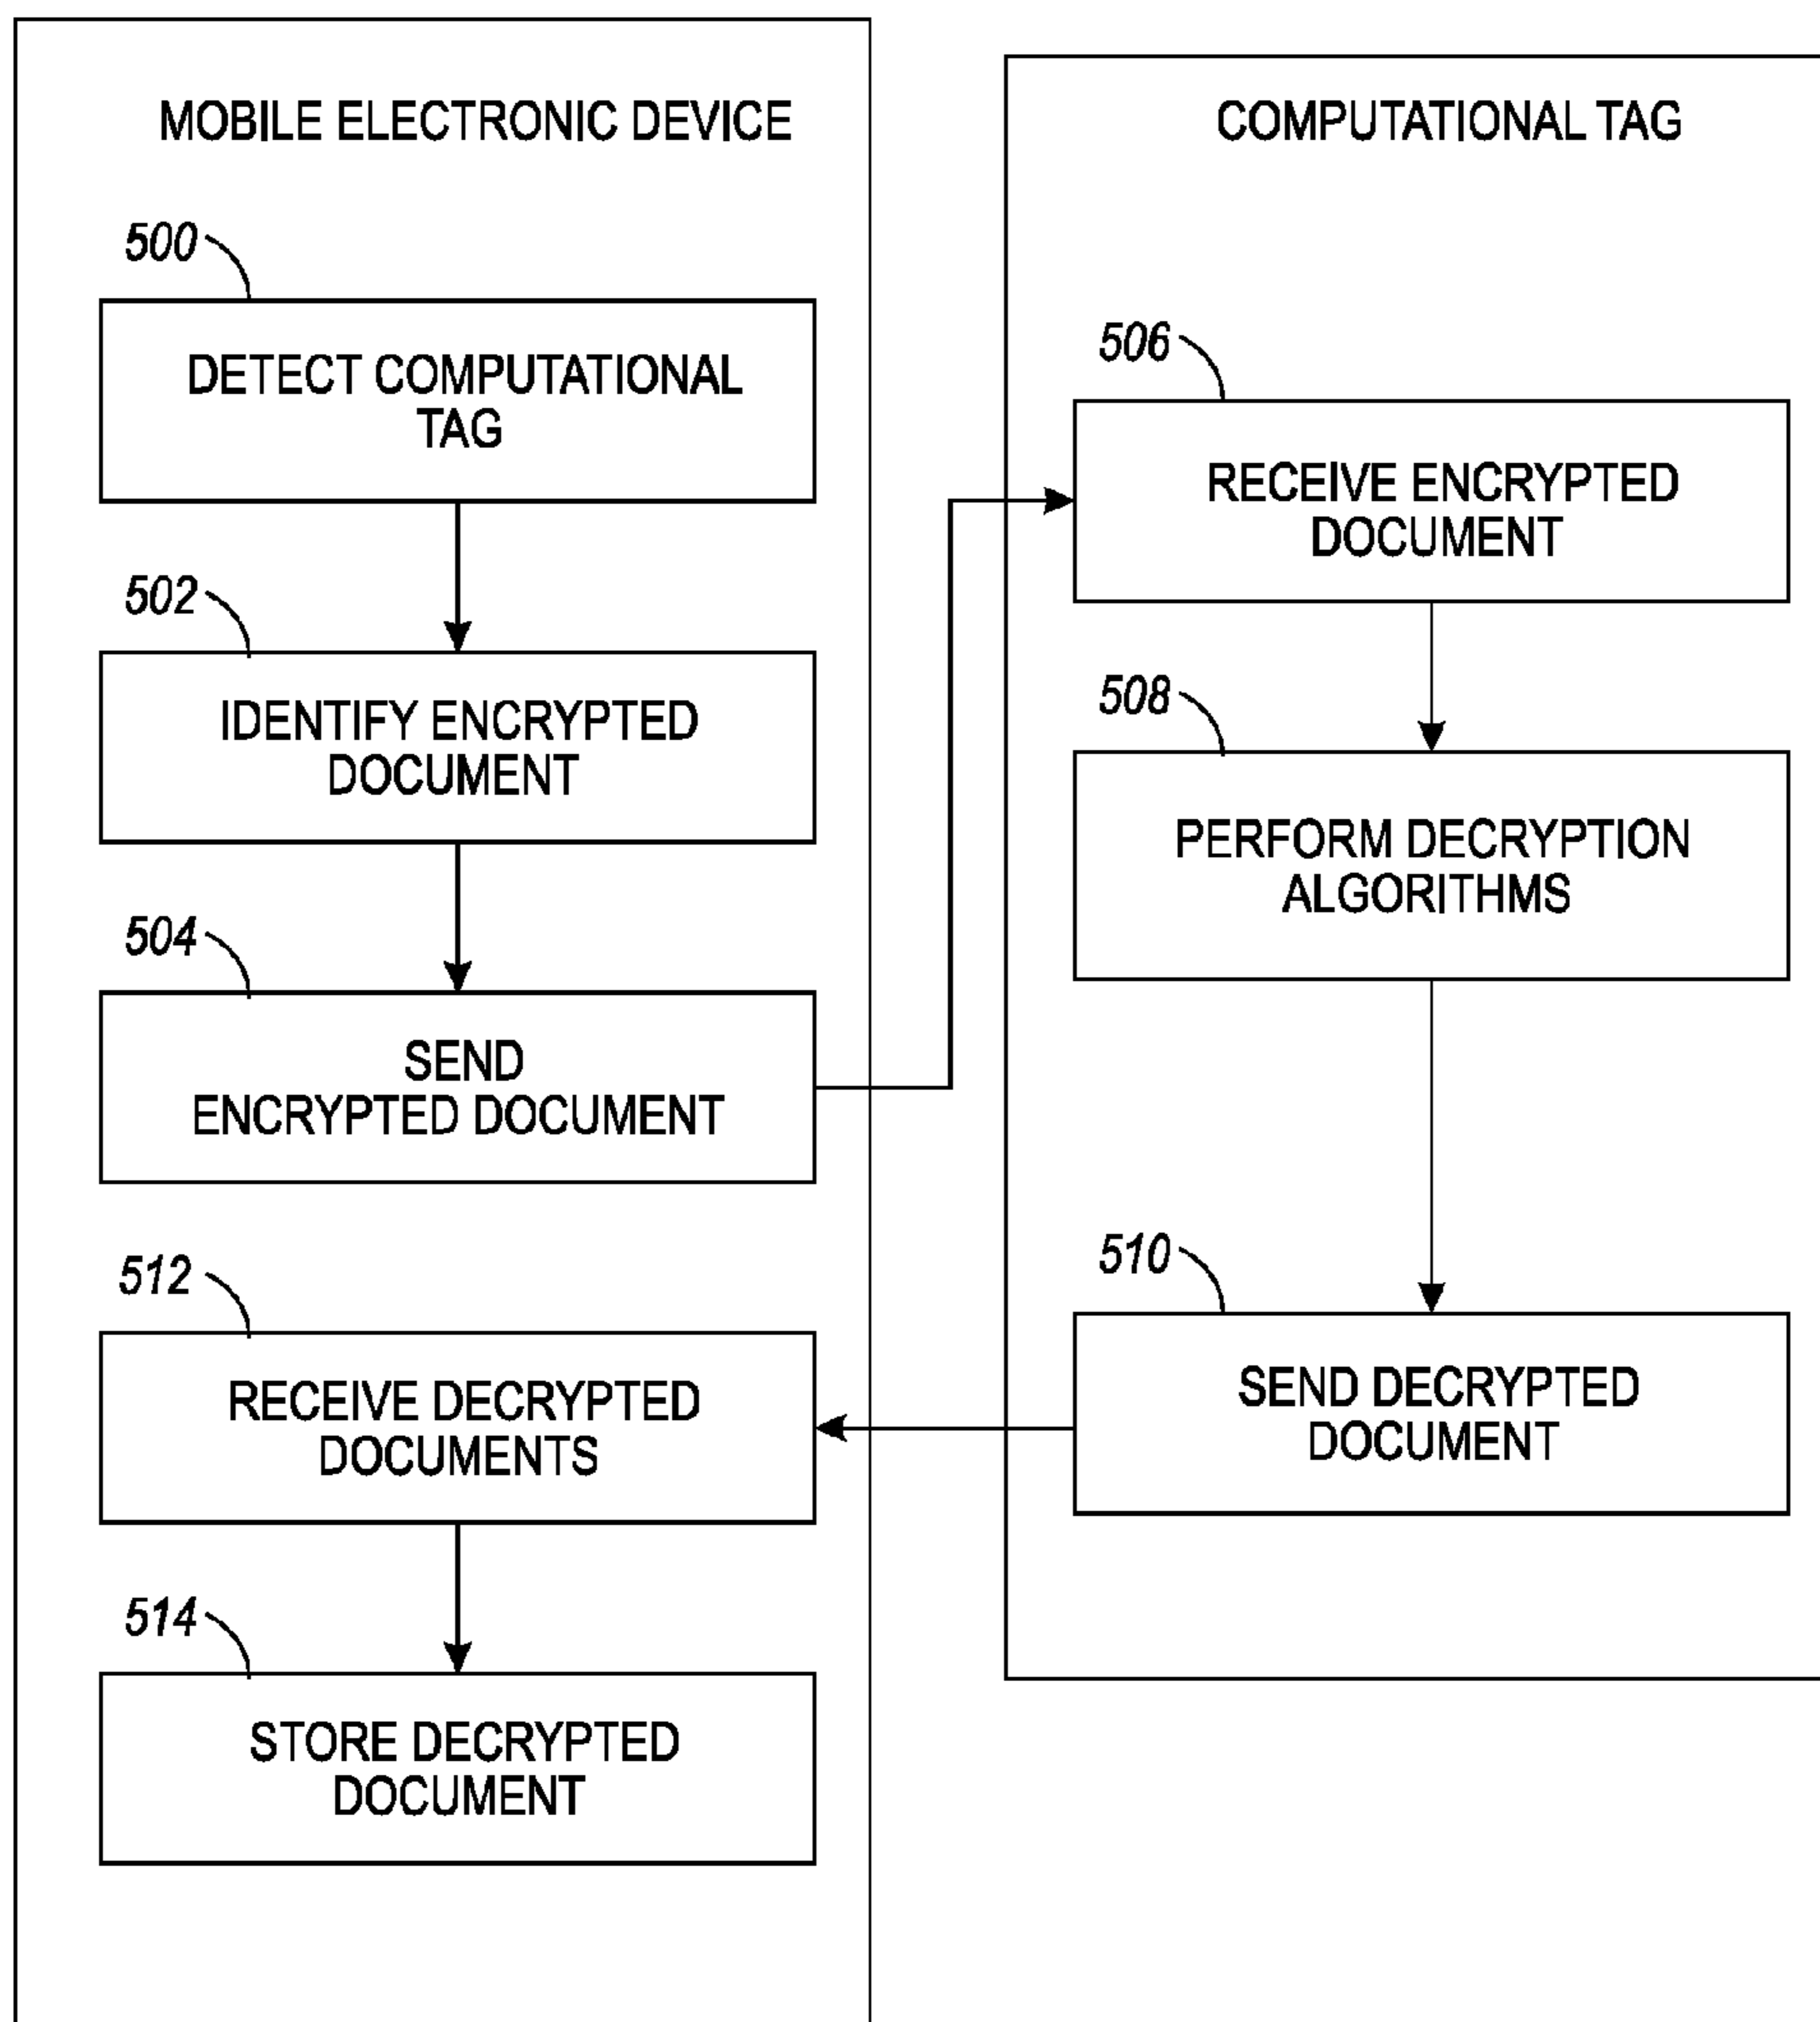 MOBILE ELECTRONIC DEVICE
500
DETECT COMPUTATIONAL
TAG
502
IDENTIFY ENCRYPTED
DOCUMENT
504
SEND
ENCRYPTED DOCUMENT
512
RECEIVE DECRYPTED
DOCUMENTS
514
STORE DECRYPTED
DOCUMENT
COMPUTATIONAL TAG
506
RECEIVE ENCRYPTED
DOCUMENT
508
PERFORM DECRYPTION
ALGORITHMS
510
SEND DECRYPTED
DOCUMENT